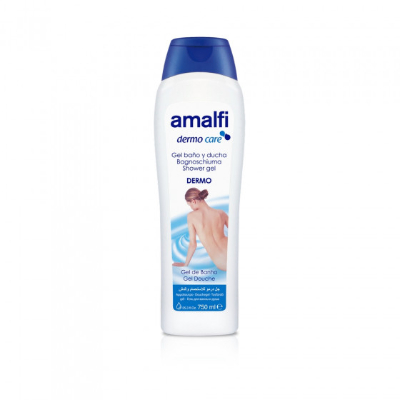 amalfi
dermo care
Gel baño y ducha
Bagnoschiuma
Shower gel
DERMO
Gel de Banho
Gel Douche
750 ml e